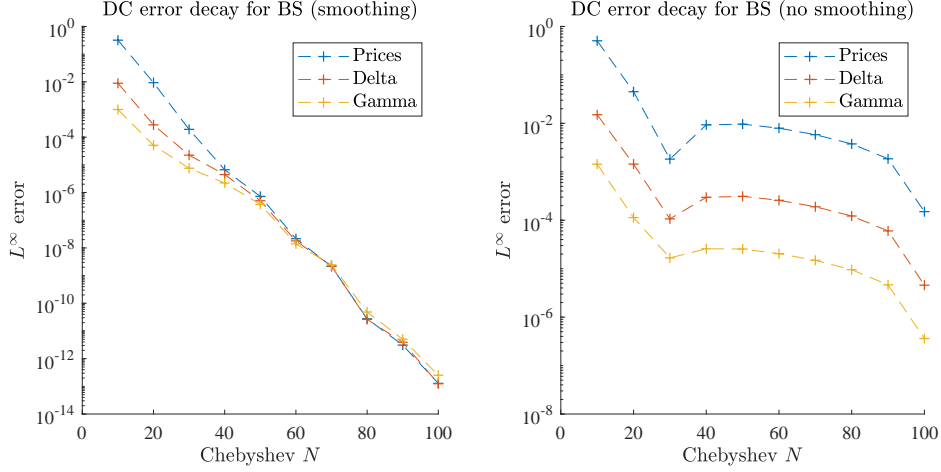 DC error decay for BS (smoothing)
10^0
10^-2
10^-4
10^-6
10^-8
10^-10
10^-12
10^-14
L^∞ error
Prices
Delta
Gamma
0 20 40 60 80 100
Chebyshev N
DC error decay for BS (no smoothing)
10^0
10^-2
10^-4
10^-6
10^-8
L^∞ error
Prices
Delta
Gamma
0 20 40 60 80 100
Chebyshev N